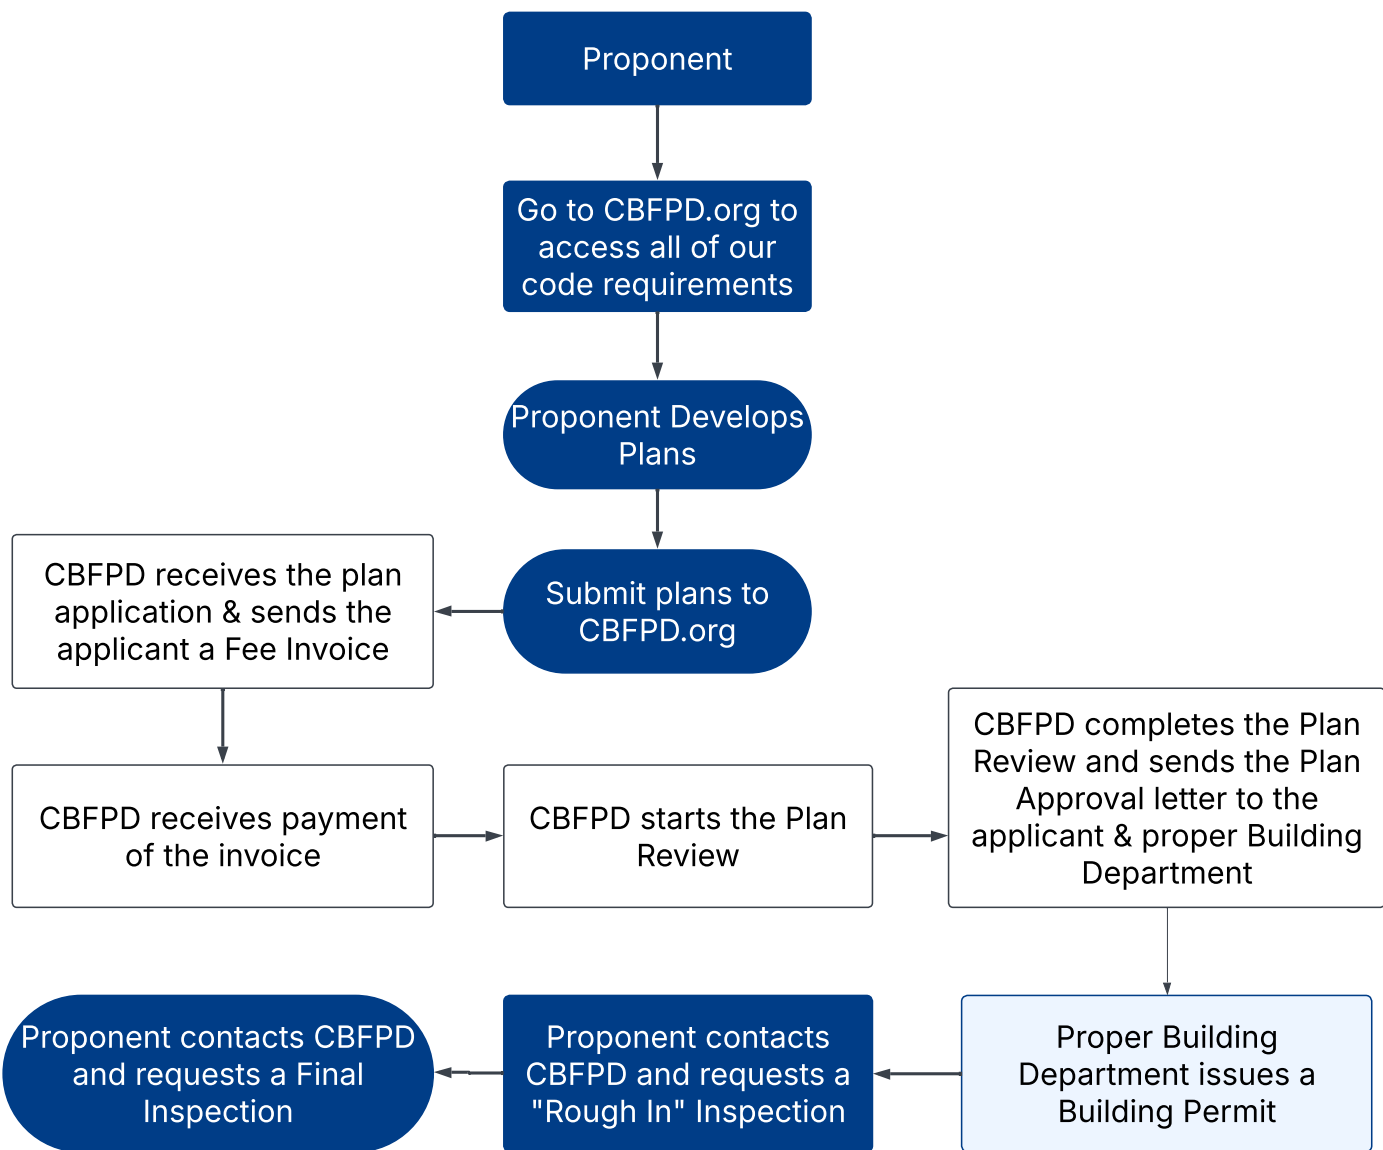 Proponent
Go to CBFPD.org to
access all of our
code requirements
Proponent Develops
Plans
Submit plans to
CBFPD.org
CBFPD receives the plan
application & sends the
applicant a Fee Invoice
CBFPD receives payment
of the invoice
CBFPD starts the Plan
Review
CBFPD completes the Plan
Review and sends the Plan
Approval letter to the
applicant & proper Building
Department
Proper Building
Department issues a
Building Permit
Proponent contacts
CBFPD and requests a
"Rough In" Inspection
Proponent contacts CBFPD
and requests a Final
Inspection